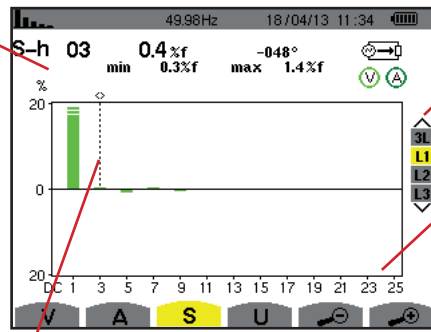 49.98Hz 18/04/13 11:34
S-h 03 0.4%f -048°
min 0.3%f max 1.4%f
V A
%
20
0
20
3L
L1
L2
L3
DC 1 3 5 7 9 11 13 15 17 19 21 23 25
V A S U